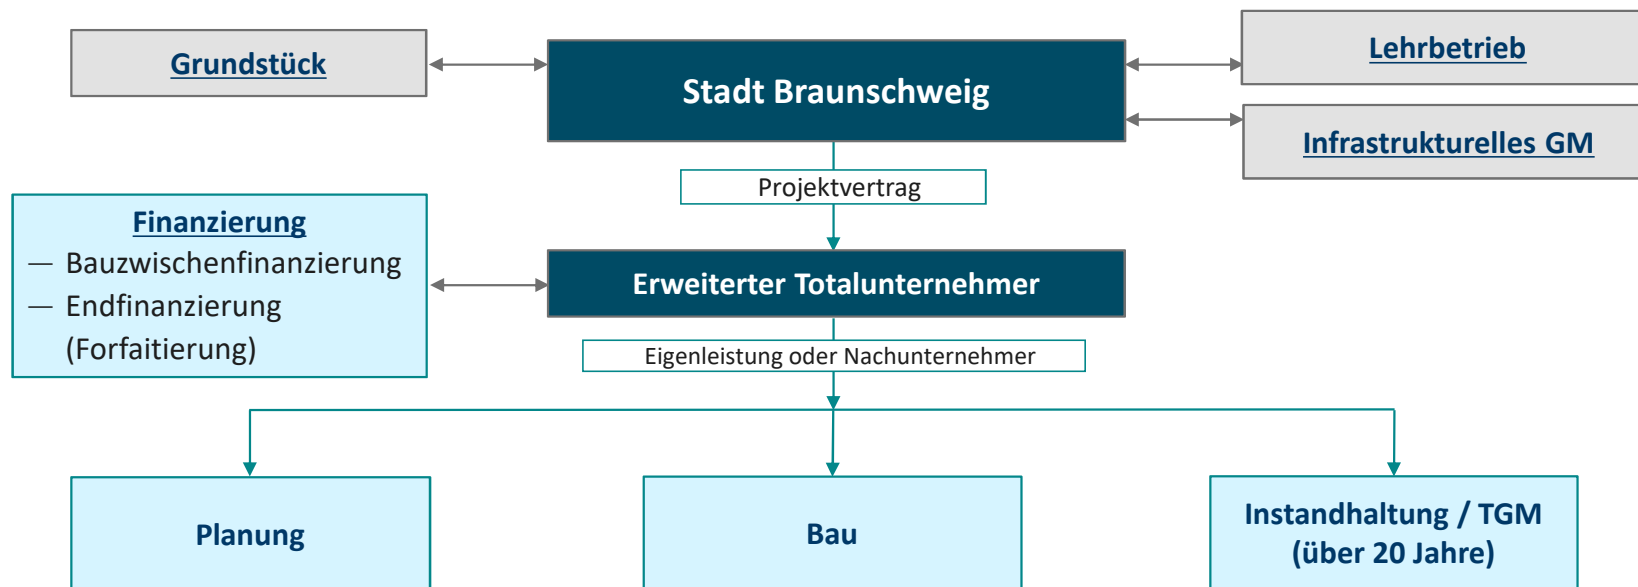 Grundstück
Stadt Braunschweig
Lehrbetrieb
Infrastrukturelles GM
Projektvertrag
Finanzierung
— Bauzwischenfinanzierung
— Endfinanzierung
(Forfaitierung)
Erweiterter Totalunternehmer
Eigenleistung oder Nachunternehmer
Planung
Bau
Instandhaltung / TGM
(über 20 Jahre)